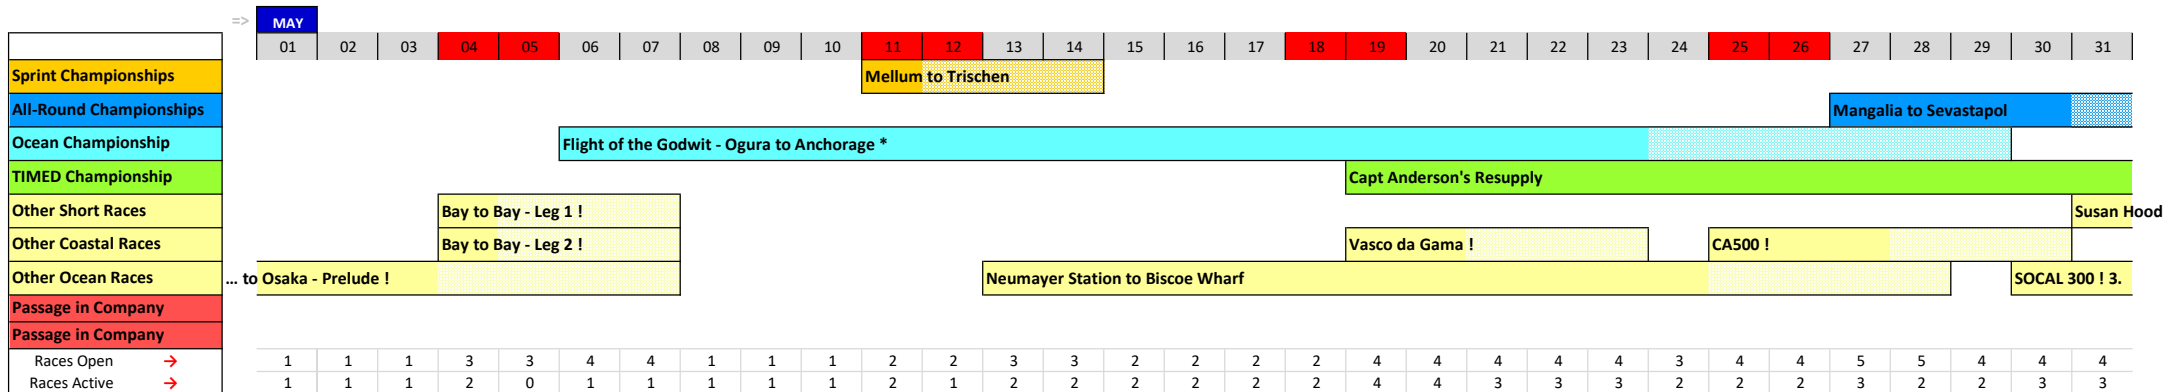 => MAY
01 02 03 04 05 06 07 08 09 10 11 12 13 14 15 16 17 18 19 20 21 22 23 24 25 26 27 28 29 30 31
Sprint Championships Mellum to Trischen
All-Round Championships Mangalia to Sevastapol
Ocean Championship Flight of the Godwit - Ogura to Anchorage *
TIMED Championship Capt Anderson's Resupply
Other Short Races Bay to Bay - Leg 1 ! Susan Hood
Other Coastal Races Bay to Bay - Leg 2 ! Vasco da Gama ! CA500 !
Other Ocean Races ... to Osaka - Prelude ! Neumayer Station to Biscoe Wharf SOCAL 300 ! 3.
Passage in Company
Passage in Company
Races Open → 1 1 1 3 3 4 4 1 1 1 2 2 3 3 2 2 2 2 4 4 4 4 4 3 4 4 5 5 4 4 4
Races Active → 1 1 1 2 0 1 1 1 1 1 2 1 2 2 2 2 2 2 4 4 3 3 3 2 2 2 3 2 2 3 3